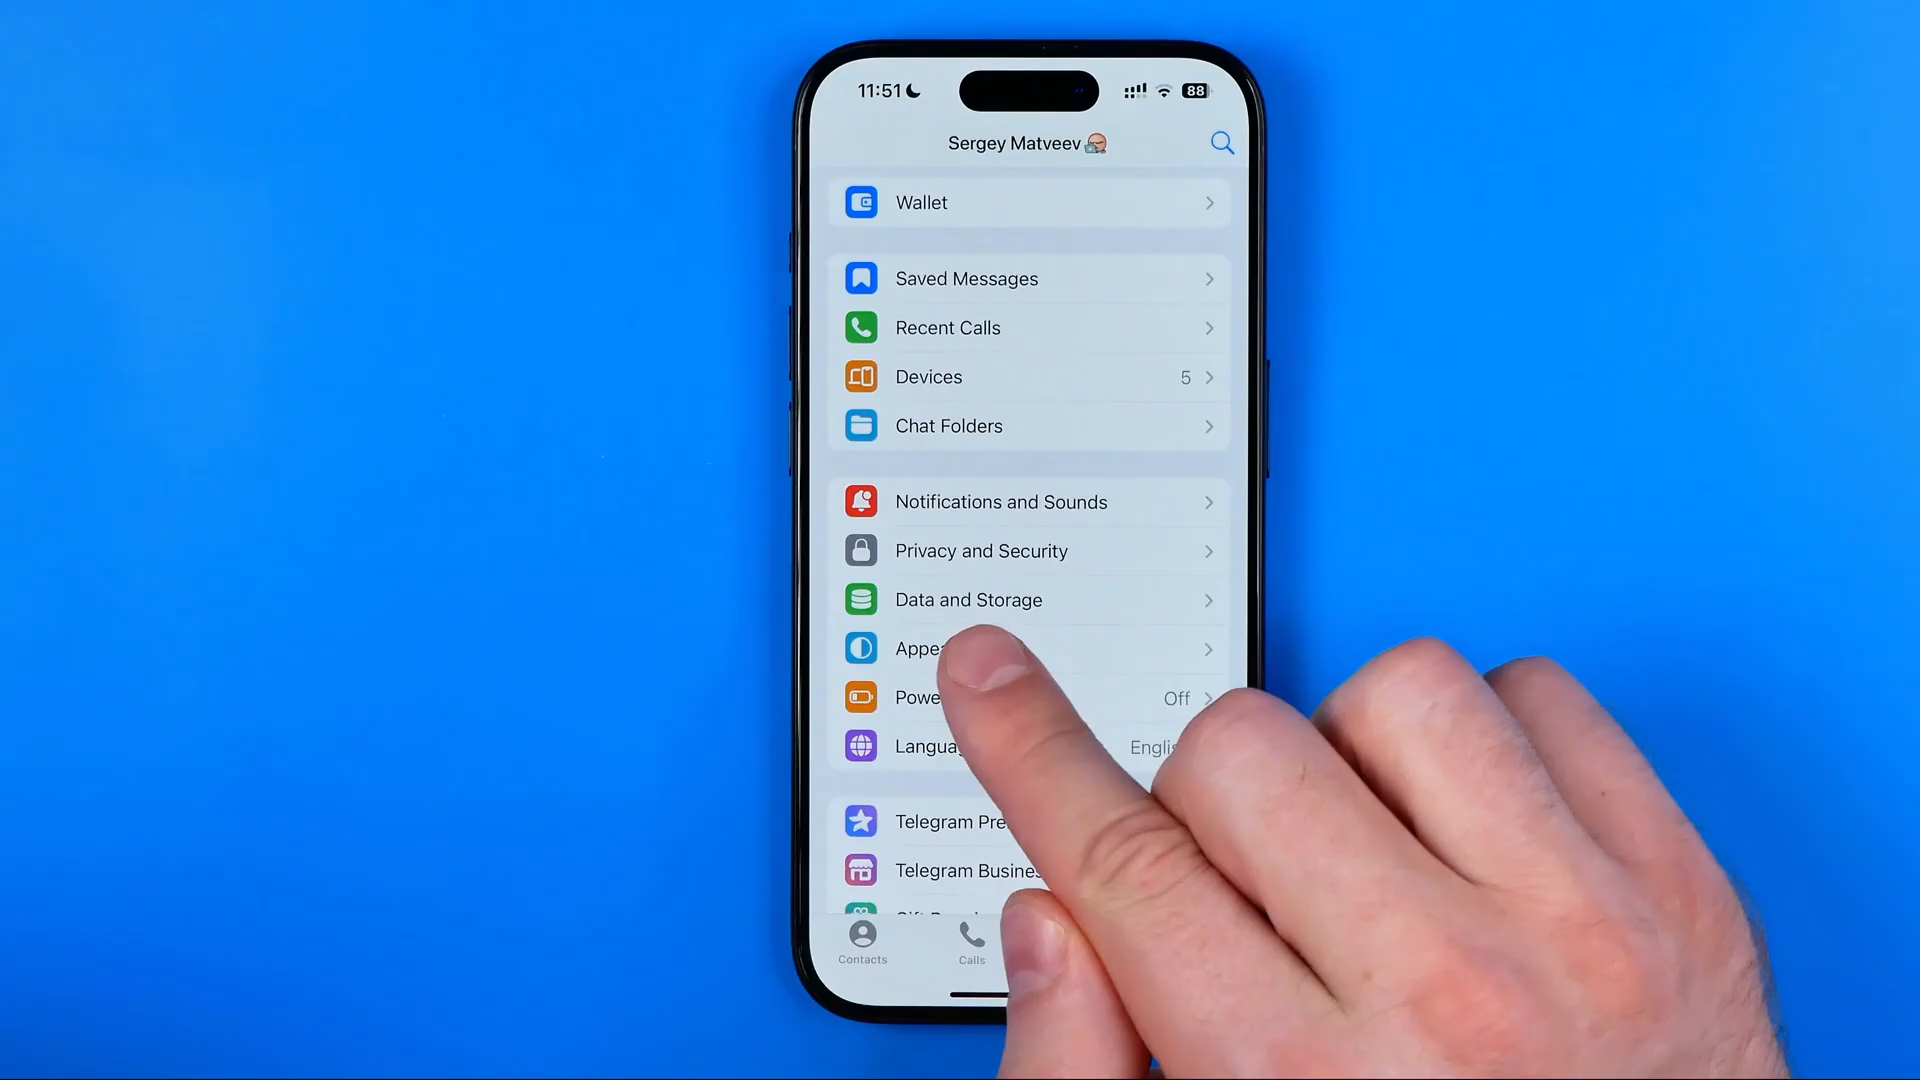 11:51
88
Sergey Matveev
Wallet
Saved Messages
Recent Calls
Devices 5
Chat Folders
Notifications and Sounds
Privacy and Security
Data and Storage
Off
Telegram
Telegram
Contacts
Calls